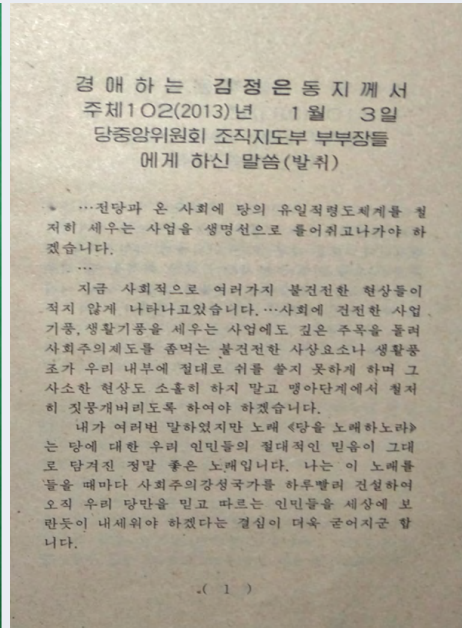 경애하는 김정은동지께서
주체102(2013)년 1월 3일
당중앙위원회 조직지도부 부부장들
에게 하신 말씀(발취)
…전당과 온 사회에 당의 유일적령도체계를 철
저히 세우는 사업을 생명선으로 틀어쥐고나가야 하
겠습니다.
…
지금 사회적으로 여러가지 불건전한 현상들이
적지 않게 나타나고있습니다. …사회에 건전한 사업
기풍, 생활기풍을 세우는 사업에도 깊은 주목을 돌려
사회주의제도를 좀먹는 불건전한 사상요소나 생활풍
조가 우리 내부에 절대로 쉬를 쓸지 못하게 하며 그
사소한 현상도 소홀히 하지 말고 맹아단계에서 철저
히 짓뭉개버리도록 하여야 하겠습니다.
내가 여러번 말하였지만 노래 《당을 노래하노라》
는 당에 대한 우리 인민들의 절대적인 믿음이 그대
로 담겨진 정말 좋은 노래입니다. 나는 이 노래를
들을 때마다 사회주의강성국가를 하루빨리 건설하여
오직 우리 당만을 믿고 따르는 인민들을 세상에 보
란듯이 내세워야 하겠다는 결심이 더욱 굳어지군 합
니다.
( 1 )